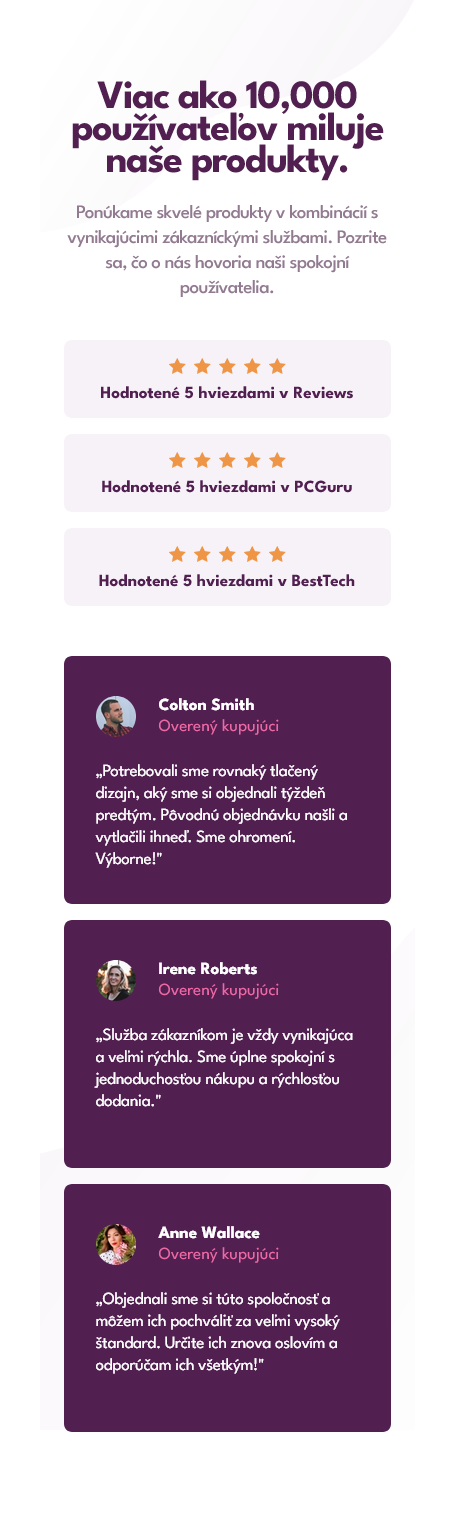 Viac ako 10,000
používateľov miluje
naše produkty.
Ponúkame skvelé produkty v kombinácií s
vynikajúcimi zákazníckými službami. Pozrite
sa, čo o nás hovoria naši spokojní
používatelia.
Hodnotené 5 hviezdami v Reviews
Hodnotené 5 hviezdami v PCGuru
Hodnotené 5 hviezdami v BestTech
Colton Smith
Overený kupujúci
„Potrebovali sme rovnaký tlačený
dizajn, aký sme si objednali týždeň
predtým. Pôvodnú objednávku našli a
vytlačili ihneď. Sme ohromení.
Výborne!"
Irene Roberts
Overený kupujúci
„Služba zákazníkom je vždy vynikajúca
a veľmi rýchla. Sme úplne spokojní s
jednoduchosťou nákupu a rýchlosťou
dodania."
Anne Wallace
Overený kupujúci
„Objednali sme si túto spoločnosť a
môžem ich pochváliť za veľmi vysoký
štandard. Určite ich znova oslovím a
odporúčam ich všetkým!"